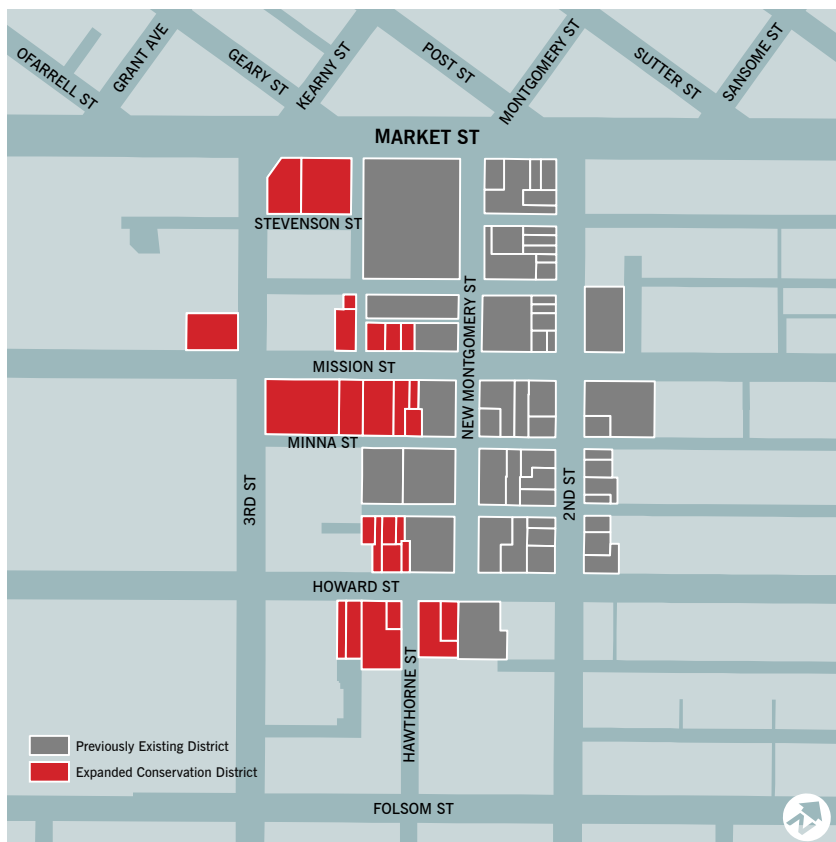 OFARRELL ST
GRANT AVE
GEARY ST
KEARNY ST
POST ST
MONTGOMERY ST
SUTTER ST
SANSOME ST
MARKET ST
STEVENSON ST
NEW MONTGOMERY ST
MISSION ST
MINNA ST
3RD ST
2ND ST
HOWARD ST
HAWTHORNE ST
Previously Existing District
Expanded Conservation District
FOLSOM ST